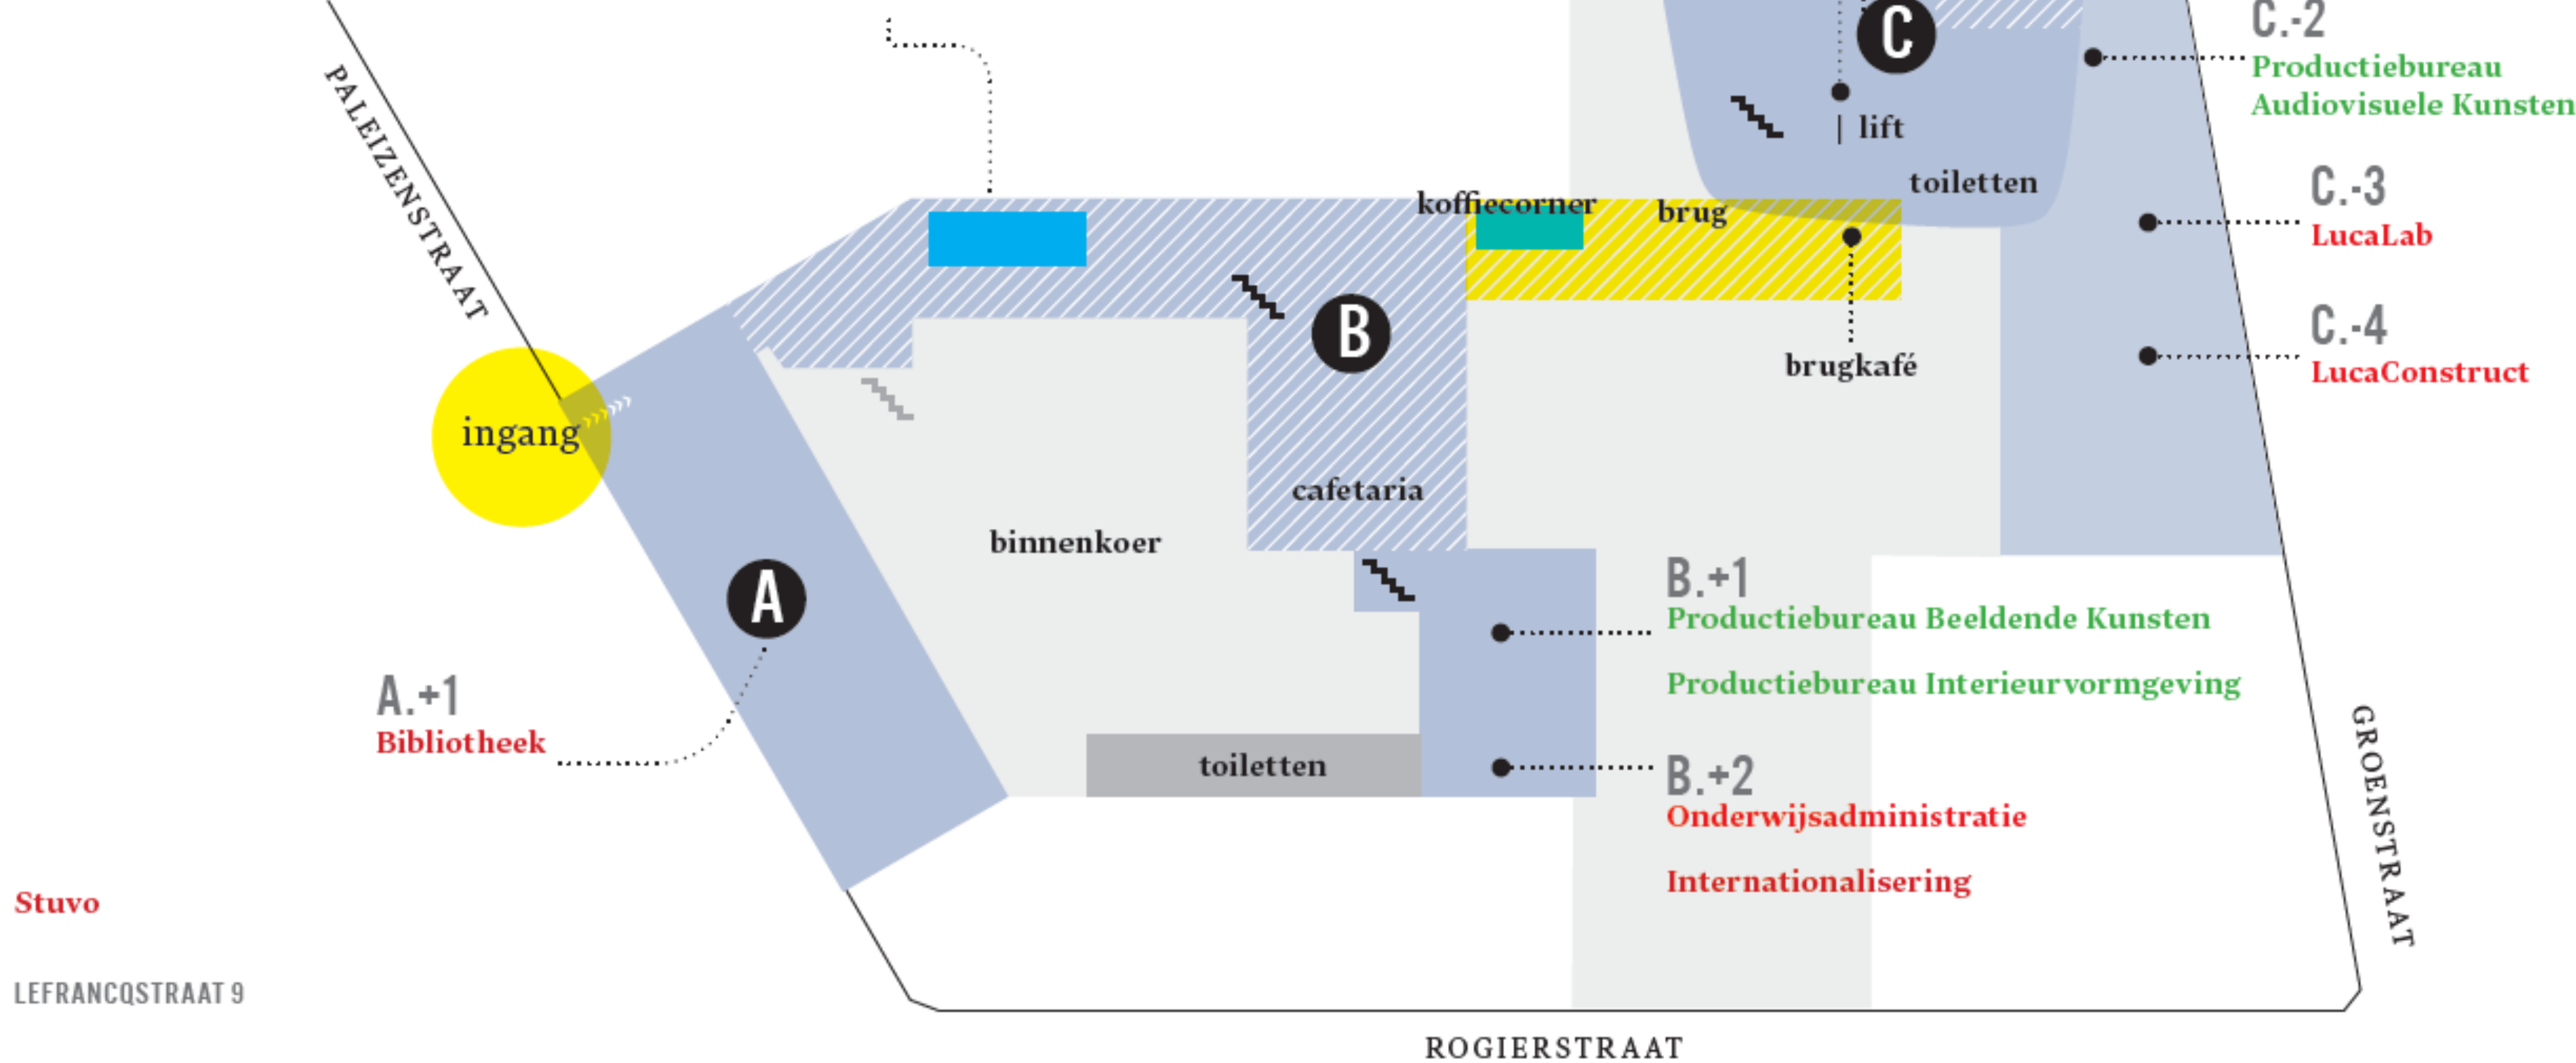 C
C.-2
Productiebureau
Audiovisuele Kunsten
PALEIZENSTRAAT
lift
toiletten
C.-3
LucaLab
koffiecorner
brug
B
C.-4
LucaConstruct
brugkafé
ingang
cafetaria
binnenkoer
A
B.+1
Productiebureau Beeldende Kunsten
Productiebureau Interieurvormgeving
A.+1
Bibliotheek
toiletten
B.+2
Onderwijsadministratie
Internationalisering
GROENSTRAAT
Stuvo
LEFRANCQSTRAAT 9
ROGIERSTRAAT